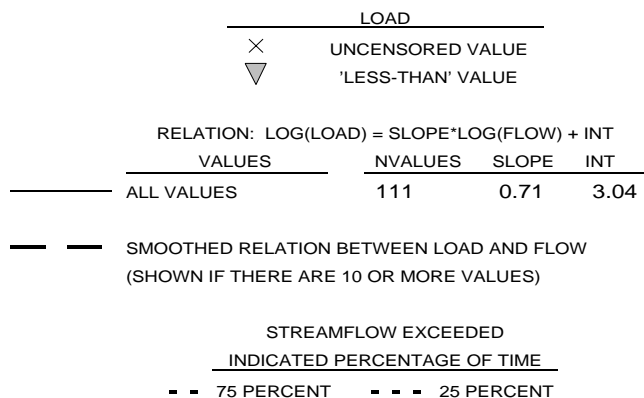 LOAD
UNCENSORED VALUE
'LESS-THAN' VALUE
RELATION: LOG(LOAD) = SLOPE*LOG(FLOW) + INT
VALUES NVALUES SLOPE INT
ALL VALUES 111 0.71 3.04
SMOOTHED RELATION BETWEEN LOAD AND FLOW
(SHOWN IF THERE ARE 10 OR MORE VALUES)
STREAMFLOW EXCEEDED
INDICATED PERCENTAGE OF TIME
75 PERCENT 25 PERCENT